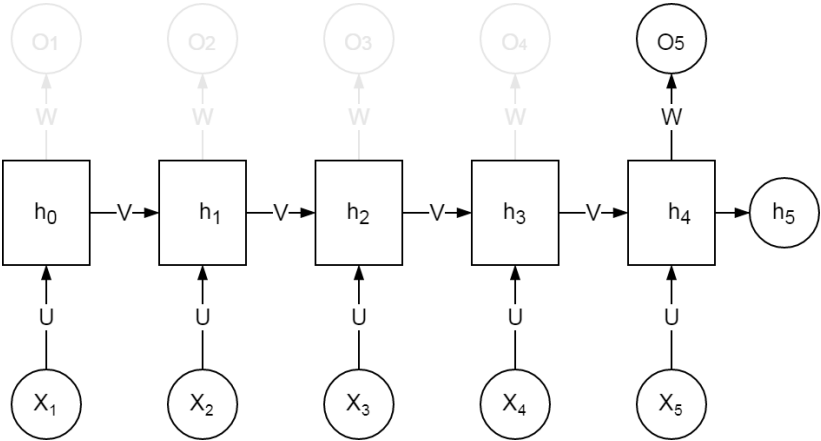 O1 O2 O3 O4 O5
W W W W W
h₀ V h₁ V h₂ V h₃ V h₄ h₅
U U U U U
X₁ X₂ X₃ X₄ X₅